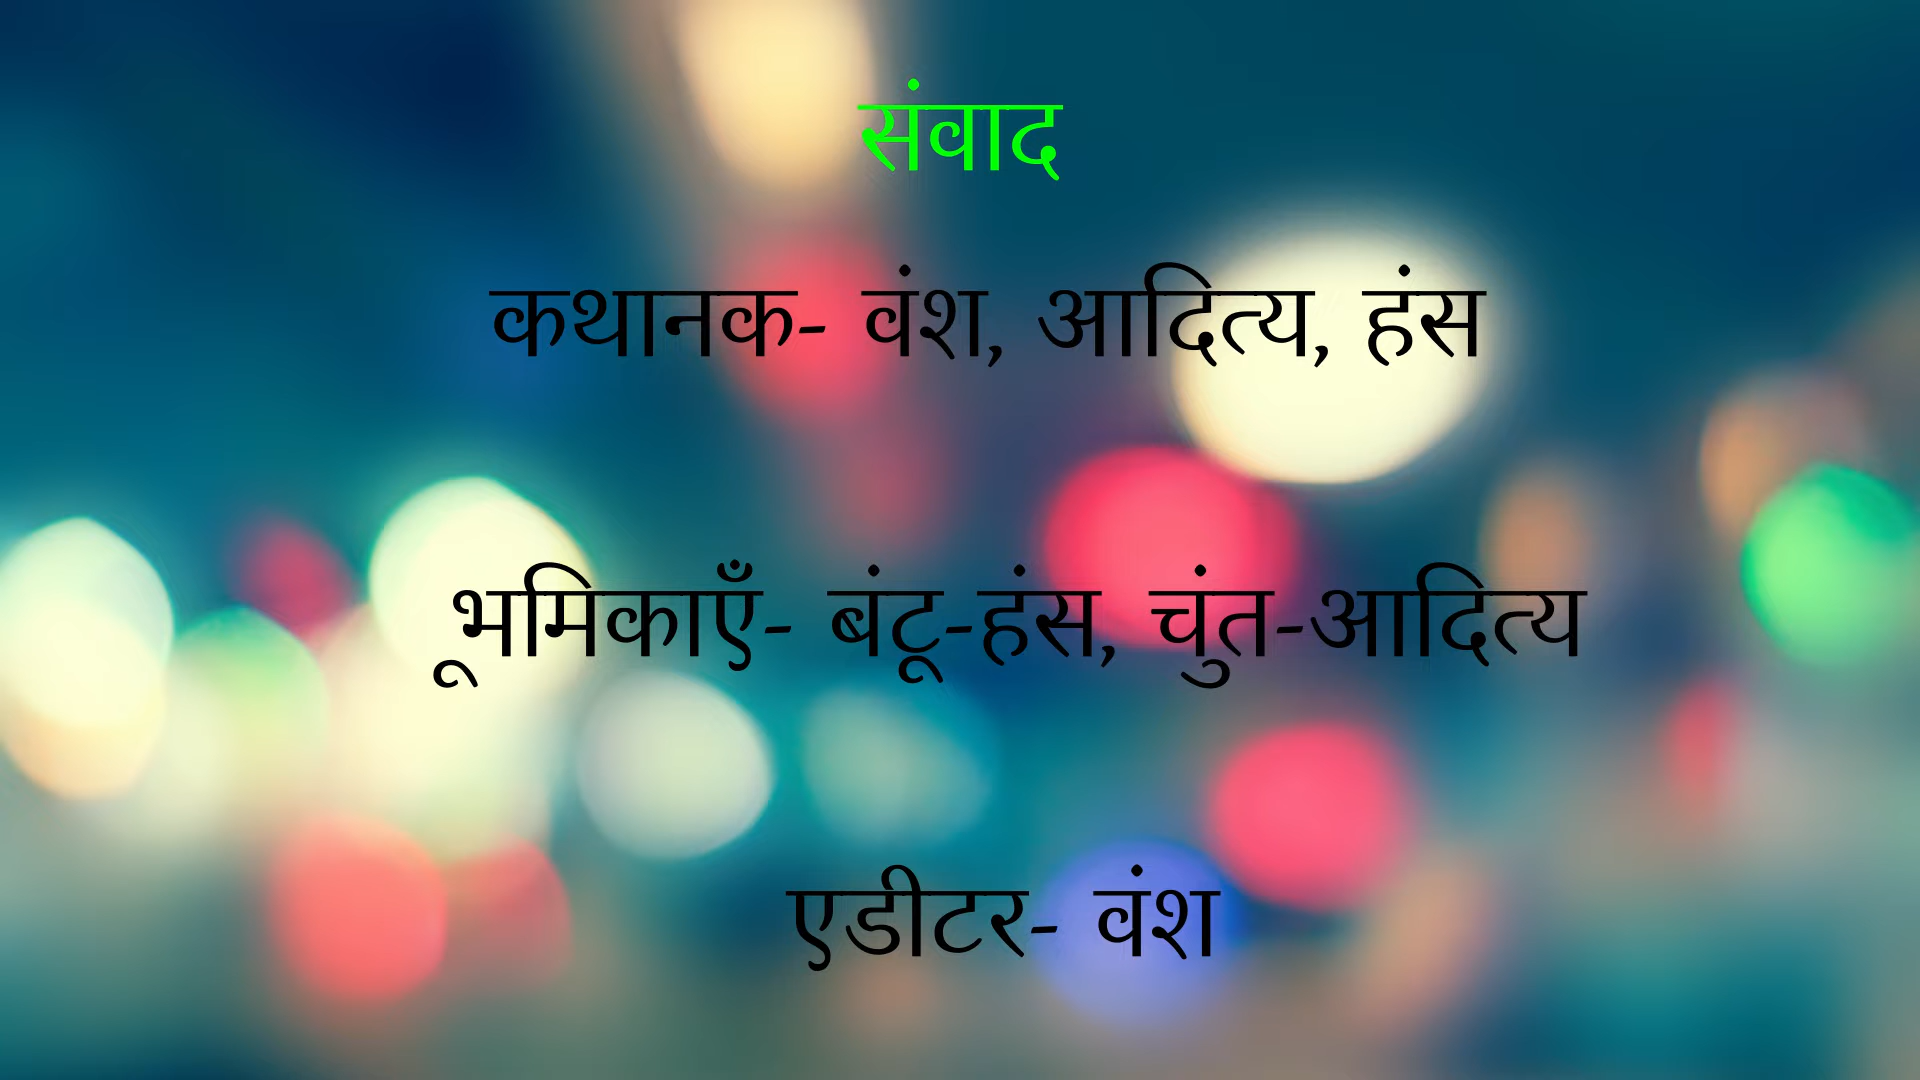 संवाद
कथानक- वंश, आदित्य, हंस
भूमिकाएँ- बंटू-हंस, चुंत-आदित्य
एडीटर- वंश